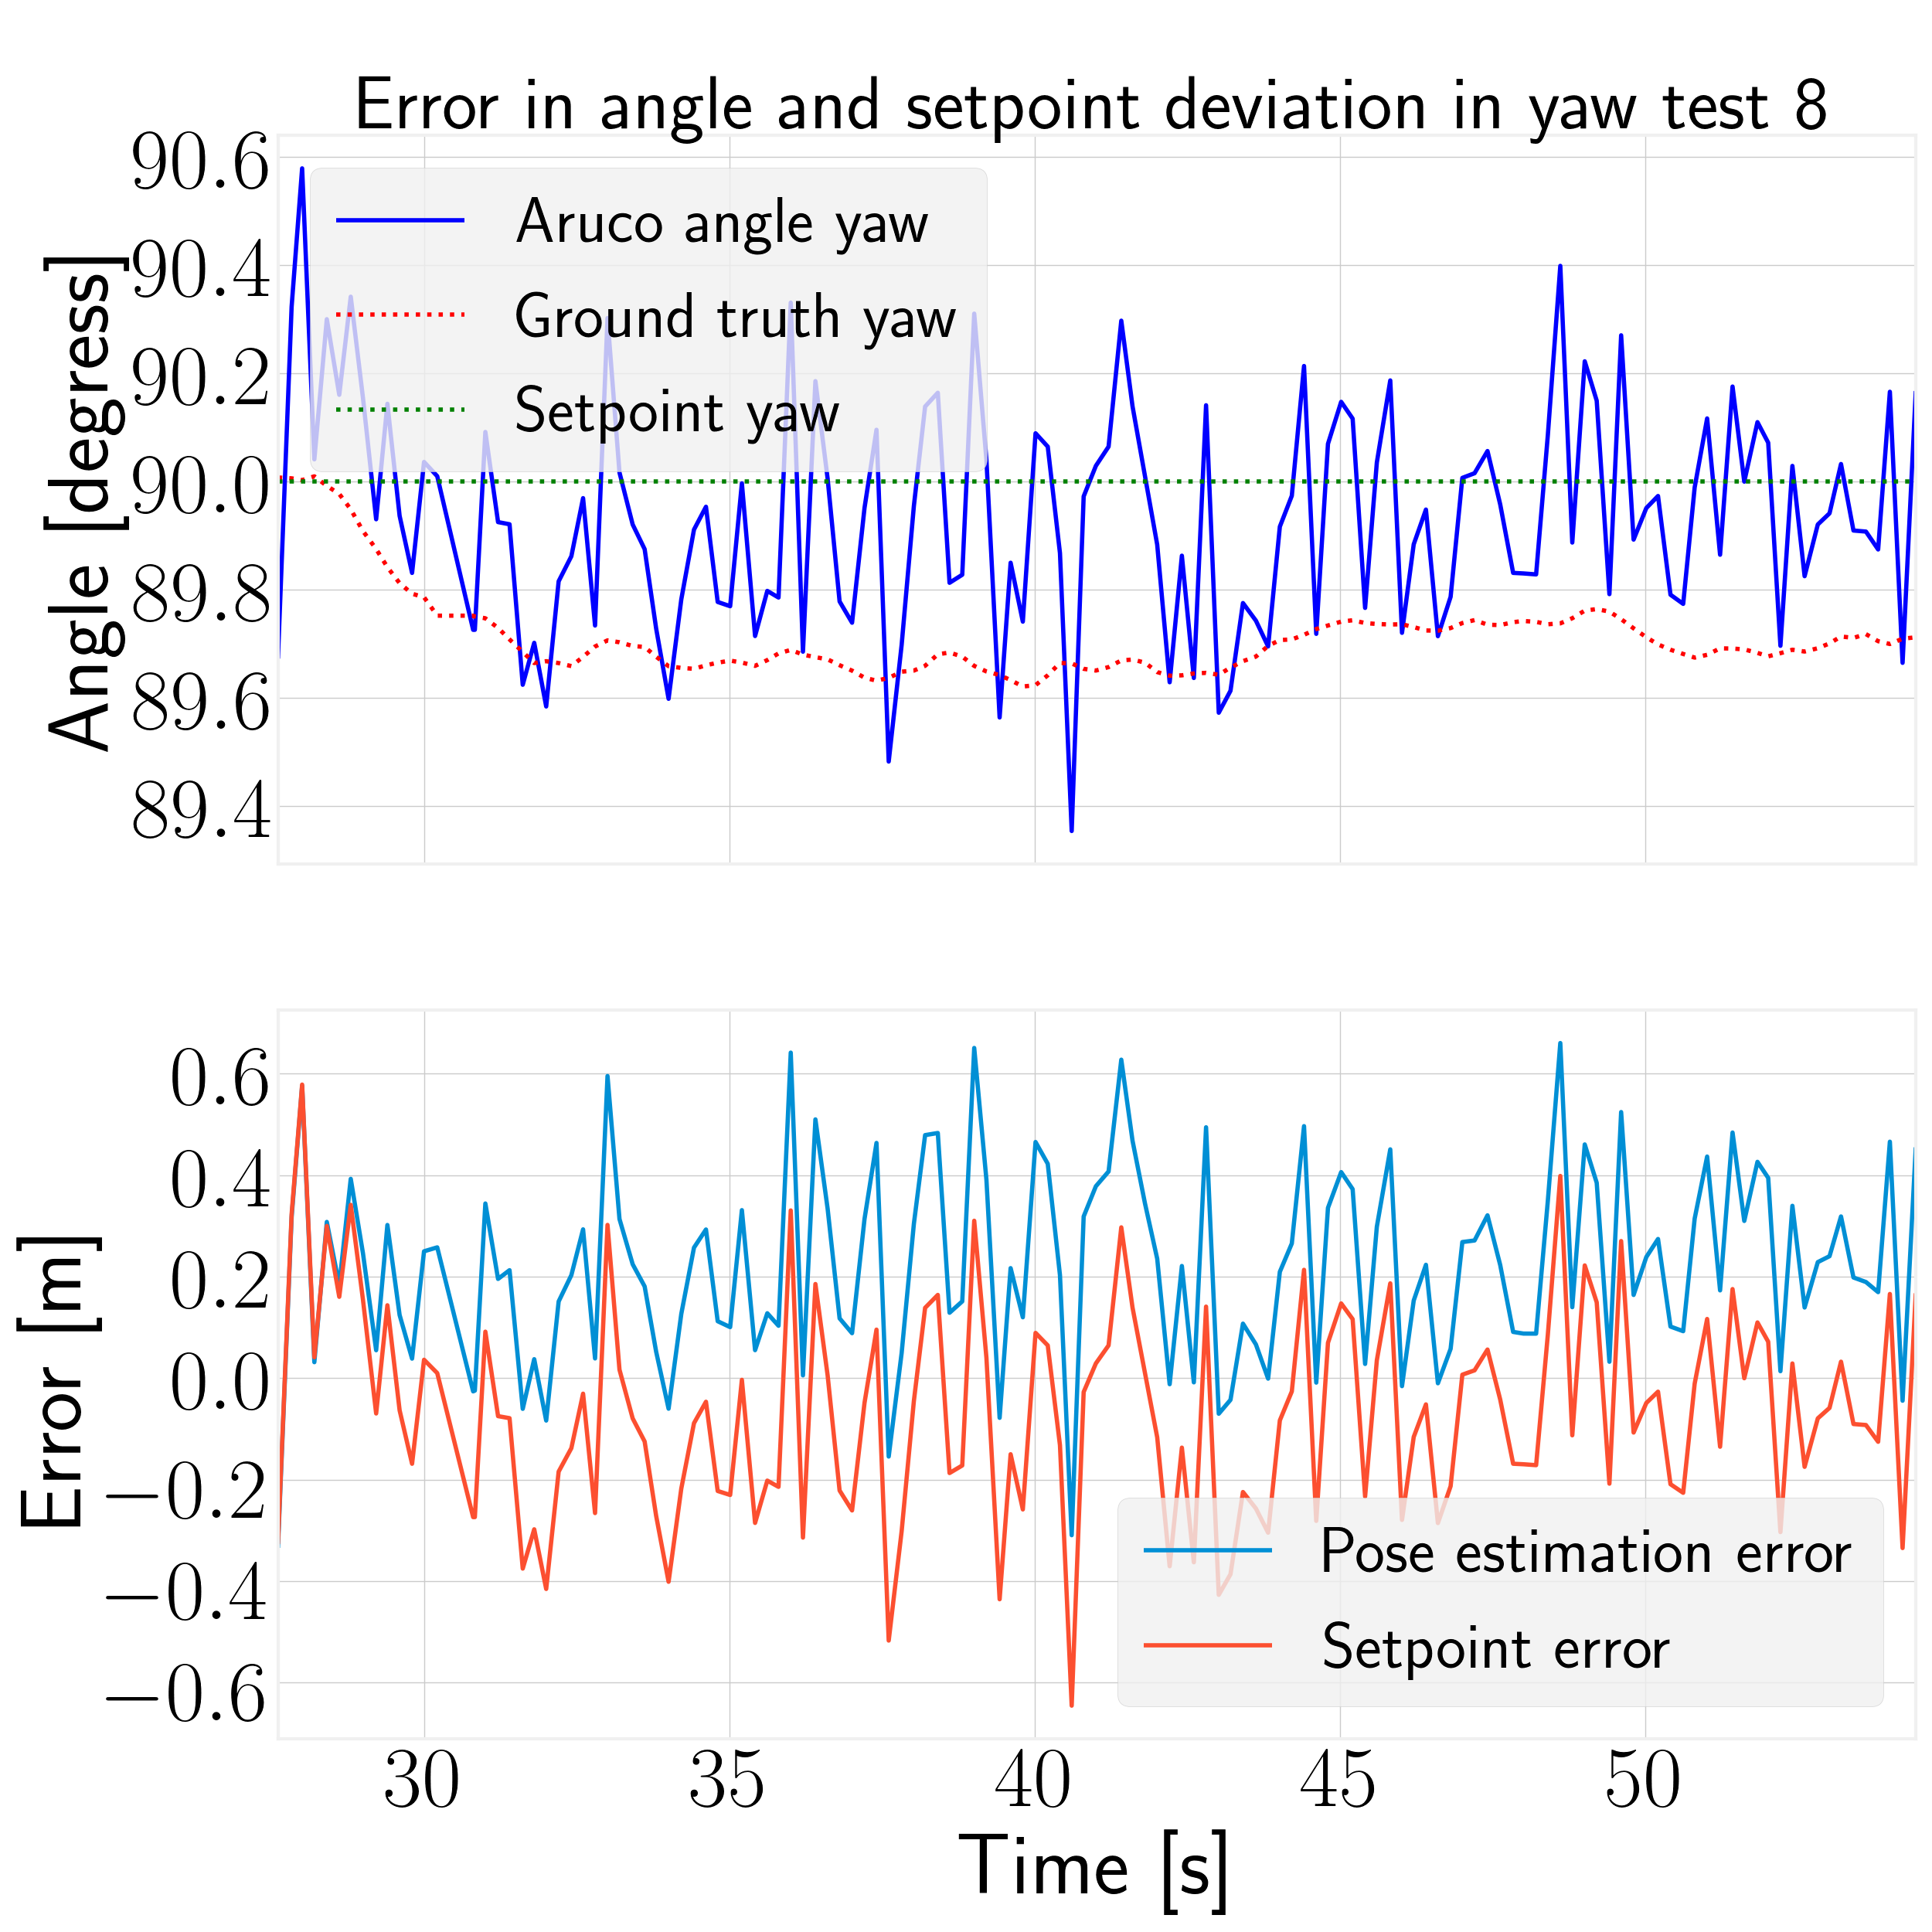 Error in angle and setpoint deviation in yaw test 8
Angle [degress]
90.6
90.4
90.2
90.0
89.8
89.6
89.4
Aruco angle yaw
Ground truth yaw
Setpoint yaw
Error [m]
0.6
0.4
0.2
0.0
−0.2
−0.4
−0.6
Pose estimation error
Setpoint error
30 35 40 45 50
Time [s]